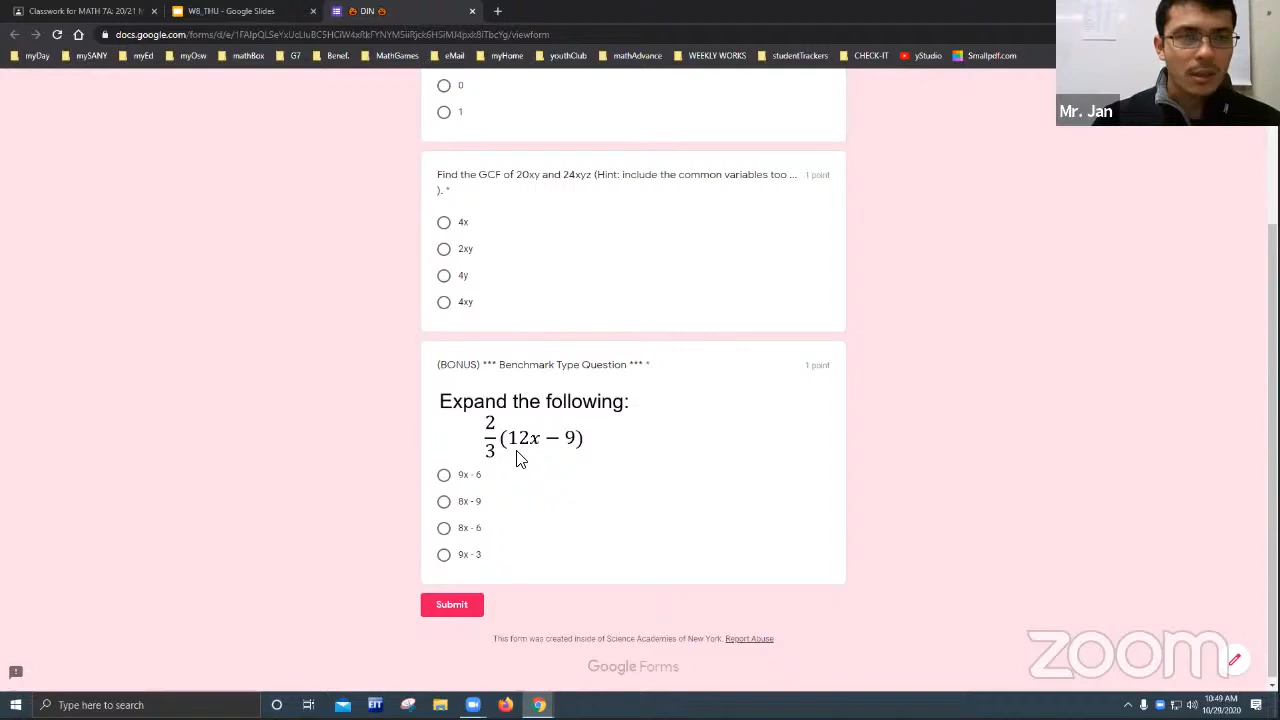 Classwork for MATH 7A: 20/21 M
W8_THU - Google Slides
DIN
docs.google.com/forms/d/e/1FAIpQLSeYxUcLiuBC5HCiW4xftkFYNYM5iiRjck6HSiMJ4pxk8iTbcYg/viewform
myDay
mySANY
myEd
myOsw
mathBox
G7
Benef.
MathGames
eMail
myHome
youthClub
mathAdvance
WEEKLY WORKS
studentTrackers
CHECK-IT
yStudio
Smallpdf.com
Mr. Jan
0
1
Find the GCF of 20xy and 24xyz (Hint: include the common variables too ...
). *
1 point
4x
2xy
4y
4xy
(BONUS) *** Benchmark Type Question *** *
1 point
Expand the following:
2/3(12x − 9)
9x - 6
8x - 9
8x - 6
9x - 3
Submit
This form was created inside of Science Academies of New York. Report Abuse
Google Forms
zoom
Type here to search
10:49 AM
10/29/2020